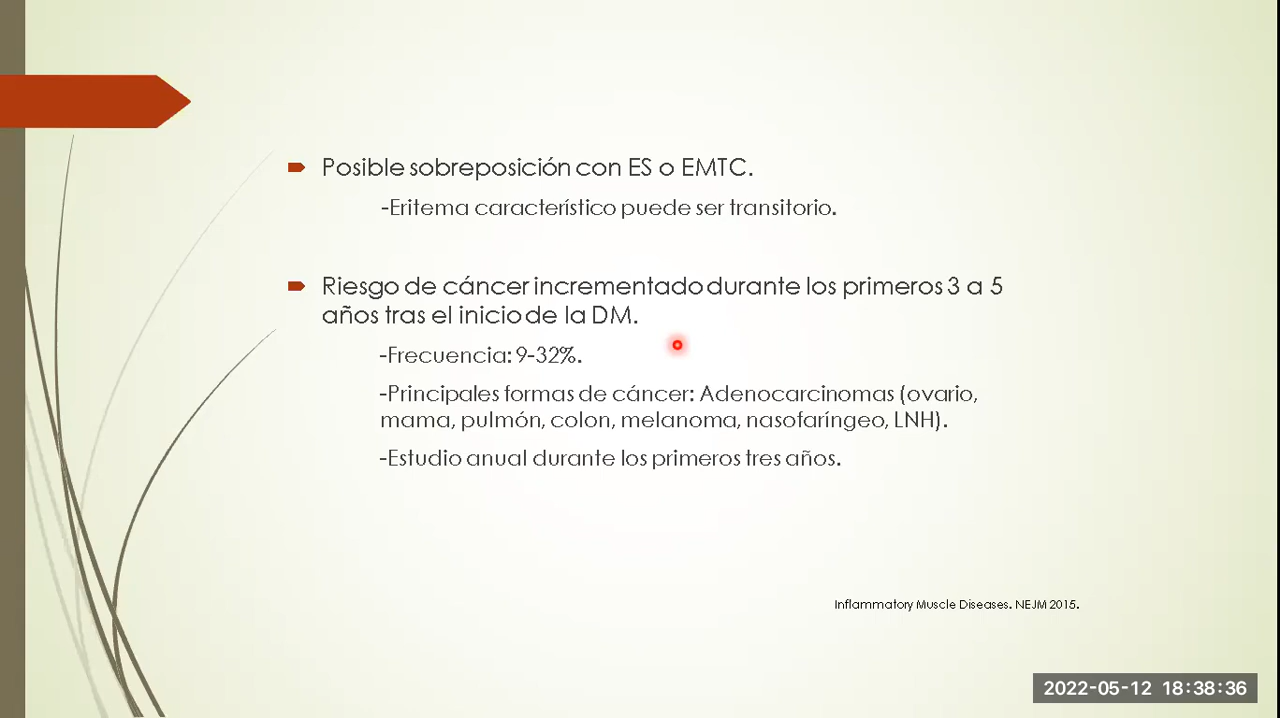 Posible sobreposición con ES o EMTC.
-Eritema característico puede ser transitorio.
Riesgo de cáncer incrementado durante los primeros 3 a 5
años tras el inicio de la DM.
-Frecuencia: 9-32%.
-Principales formas de cáncer: Adenocarcinomas (ovario,
mama, pulmón, colon, melanoma, nasofaríngeo, LNH).
-Estudio anual durante los primeros tres años.
Inflammatory Muscle Diseases. NEJM 2015.
2022-05-12 18:38:36